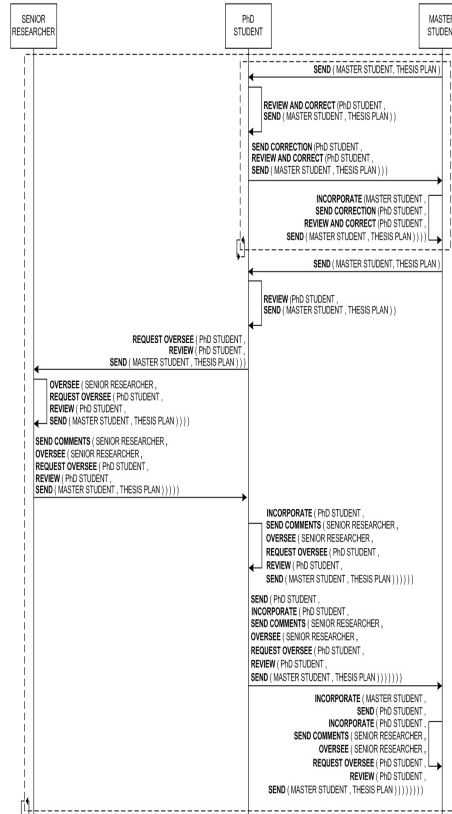 SENIOR
RESEARCHER
PhD
STUDENT
MASTER
STUDEN
SEND ( MASTER STUDENT, THESIS PLAN )
REVIEW AND CORRECT (PhD STUDENT ,
SEND ( MASTER STUDENT , THESIS PLAN ) )
SEND CORRECTION (PhD STUDENT ,
REVIEW AND CORRECT (PhD STUDENT ,
SEND ( MASTER STUDENT , THESIS PLAN ) ) )
INCORPORATE (MASTER STUDENT ,
SEND CORRECTION (PhD STUDENT ,
REVIEW AND CORRECT (PhD STUDENT ,
SEND ( MASTER STUDENT , THESIS PLAN ) ) ) )
SEND ( MASTER STUDENT, THESIS PLAN )
REVIEW (PhD STUDENT ,
SEND ( MASTER STUDENT , THESIS PLAN ) )
REQUEST OVERSEE ( PhD STUDENT ,
REVIEW ( PhD STUDENT ,
SEND ( MASTER STUDENT , THESIS PLAN ) ) )
OVERSEE ( SENIOR RESEARCHER ,
REQUEST OVERSEE ( PhD STUDENT ,
REVIEW ( PhD STUDENT ,
SEND ( MASTER STUDENT , THESIS PLAN ) ) ) )
SEND COMMENTS ( SENIOR RESEARCHER ,
OVERSEE ( SENIOR RESEARCHER ,
REQUEST OVERSEE ( PhD STUDENT ,
REVIEW ( PhD STUDENT ,
SEND ( MASTER STUDENT , THESIS PLAN ) ) ) ) )
INCORPORATE ( PhD STUDENT ,
SEND COMMENTS ( SENIOR RESEARCHER ,
OVERSEE ( SENIOR RESEARCHER ,
REQUEST OVERSEE ( PhD STUDENT ,
REVIEW ( PhD STUDENT ,
SEND ( MASTER STUDENT , THESIS PLAN ) ) ) ) ) )
SEND ( PhD STUDENT ,
INCORPORATE ( PhD STUDENT ,
SEND COMMENTS ( SENIOR RESEARCHER ,
OVERSEE ( SENIOR RESEARCHER ,
REQUEST OVERSEE ( PhD STUDENT ,
REVIEW ( PhD STUDENT ,
SEND ( MASTER STUDENT , THESIS PLAN ) ) ) ) ) ) )
INCORPORATE ( MASTER STUDENT ,
SEND ( PhD STUDENT ,
INCORPORATE ( PhD STUDENT ,
SEND COMMENTS ( SENIOR RESEARCHER ,
OVERSEE ( SENIOR RESEARCHER ,
REQUEST OVERSEE ( PhD STUDENT ,
REVIEW ( PhD STUDENT ,
SEND ( MASTER STUDENT , THESIS PLAN ) ) ) ) ) ) ) )